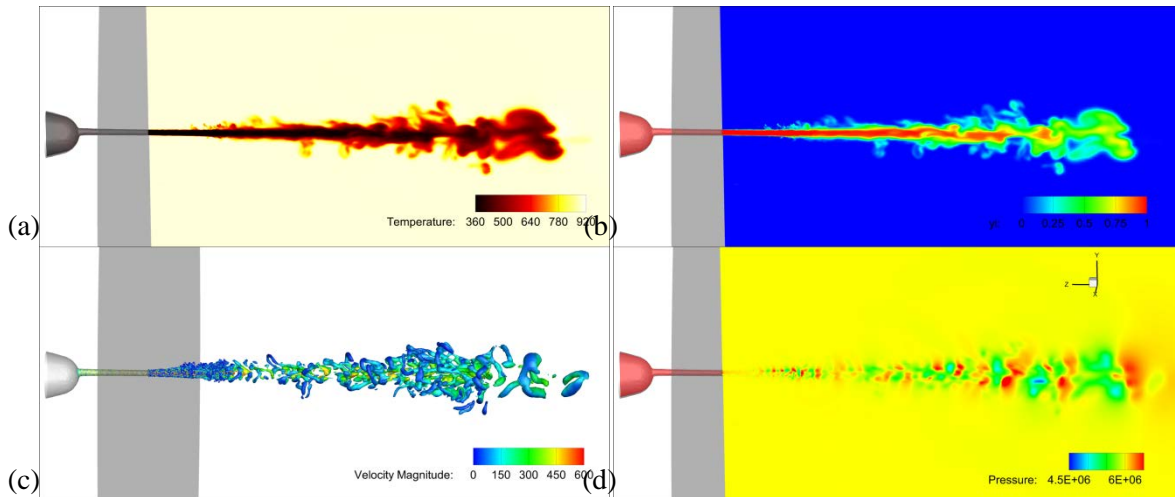 Temperature:
360 500 640 780 920
(a)
yc
0 0.25 0.5 0.75 1
(b)
Velocity Magnitude:
0 150 300 450 600
(c)
Y
Z
X
Pressure:
4.5E+06 6E+06
(d)